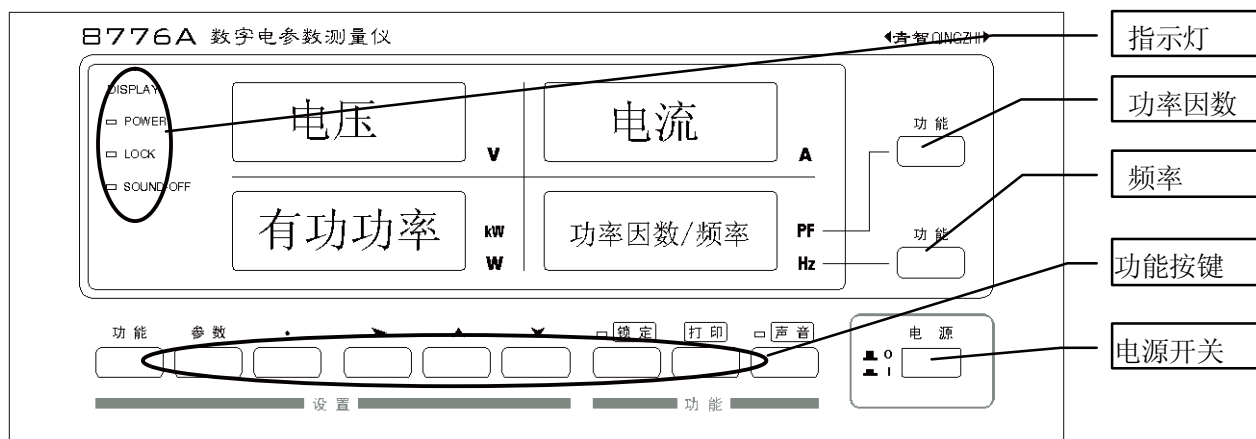 8776A 数字电参数测量仪
青智QINGZHI
指示灯
DISPLAY
POWER
LOCK
SOUND-OFF
电压
V
电流
A
功能
功率因数
有功功率
kW
W
功率因数/频率
PF
Hz
功能
频率
功能按键
功能
参数
锁定
打印
声音
设置
功能
电源
O
I
电源开关